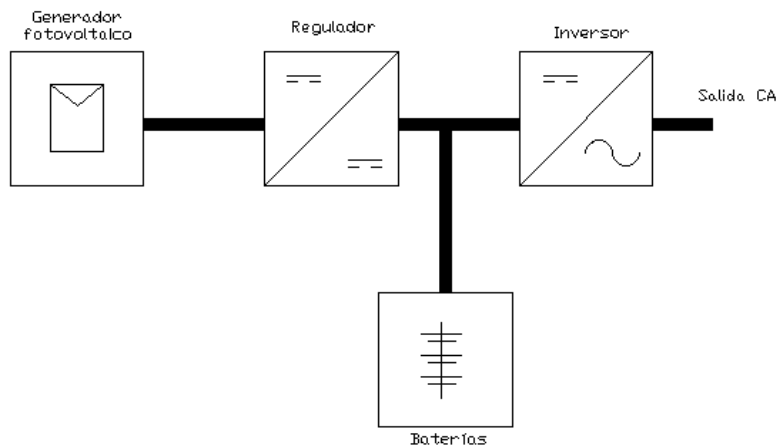 Generador
fotovoltaico
Regulador
Inversor
Salida CA
Baterías